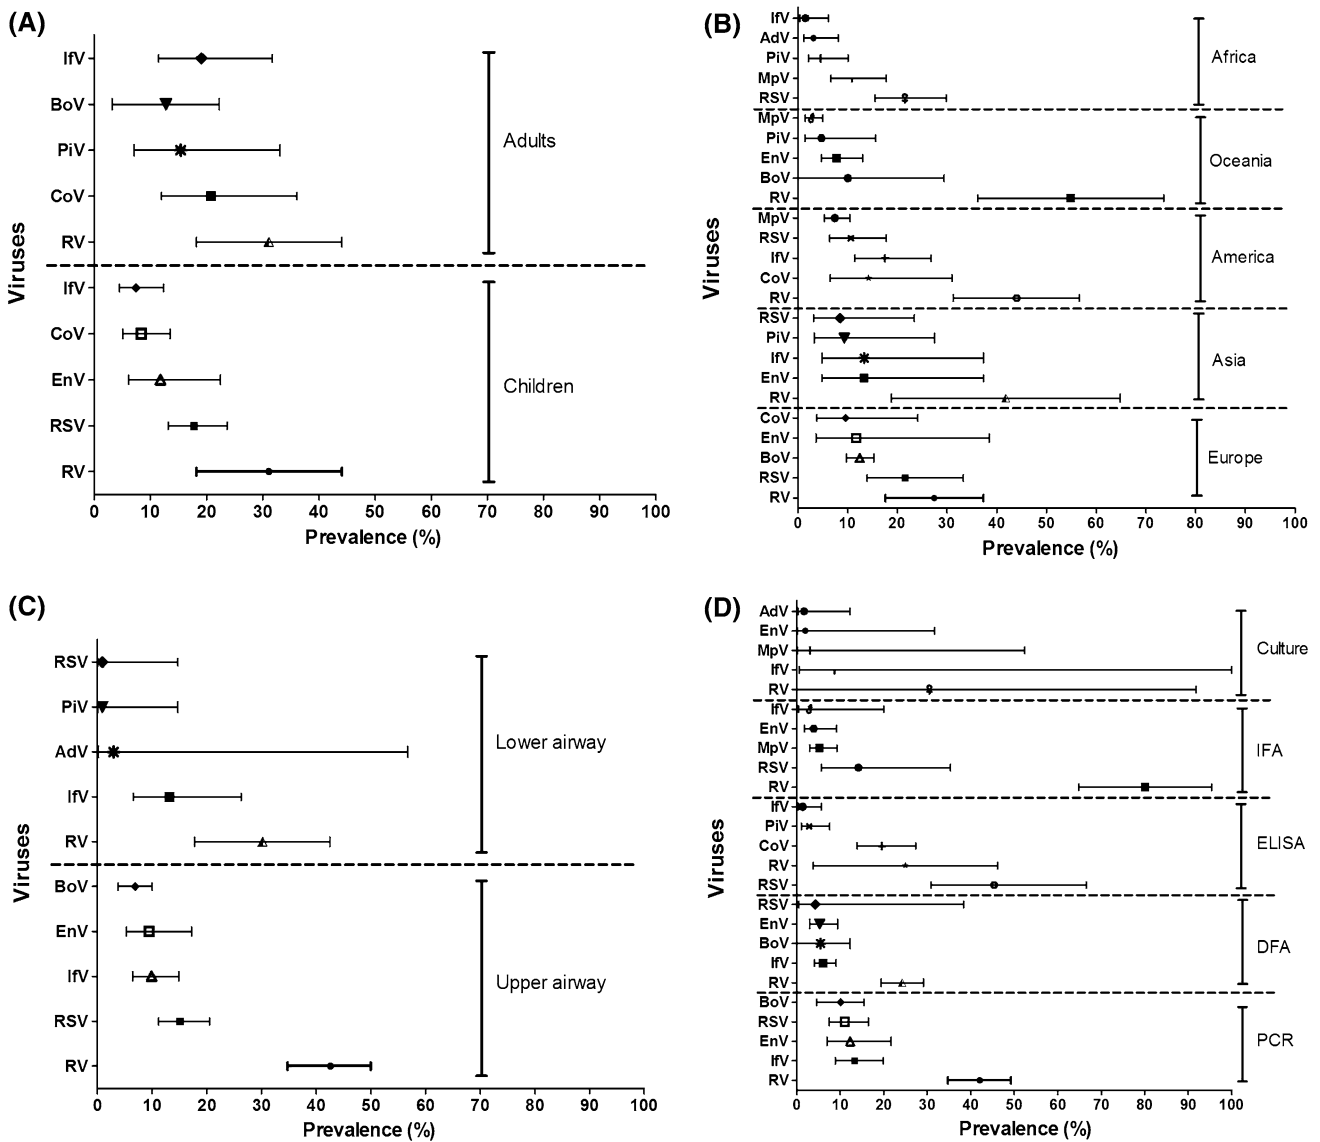 (A)
IfV
BoV
PiV
CoV
RV
Adults
IfV
CoV
EnV
RSV
RV
Children
Viruses
0 10 20 30 40 50 60 70 80 90 100
Prevalence (%)
(B)
IfV
AdV
PiV
MpV
RSV
Africa
MpV
PiV
EnV
BoV
RV
Oceania
MpV
RSV
IfV
CoV
RV
America
RSV
PiV
IfV
EnV
RV
Asia
CoV
EnV
BoV
RSV
RV
Europe
Viruses
0 10 20 30 40 50 60 70 80 90 100
Prevalence (%)
(C)
RSV
PiV
AdV
IfV
RV
Lower airway
BoV
EnV
IfV
RSV
RV
Upper airway
Viruses
0 10 20 30 40 50 60 70 80 90 100
Prevalence (%)
(D)
AdV
EnV
MpV
IfV
RV
Culture
IfV
EnV
MpV
RSV
RV
IFA
IfV
PiV
CoV
RV
RSV
ELISA
RSV
EnV
BoV
IfV
RV
DFA
BoV
RSV
EnV
IfV
RV
PCR
Viruses
0 10 20 30 40 50 60 70 80 90 100
Prevalence (%)